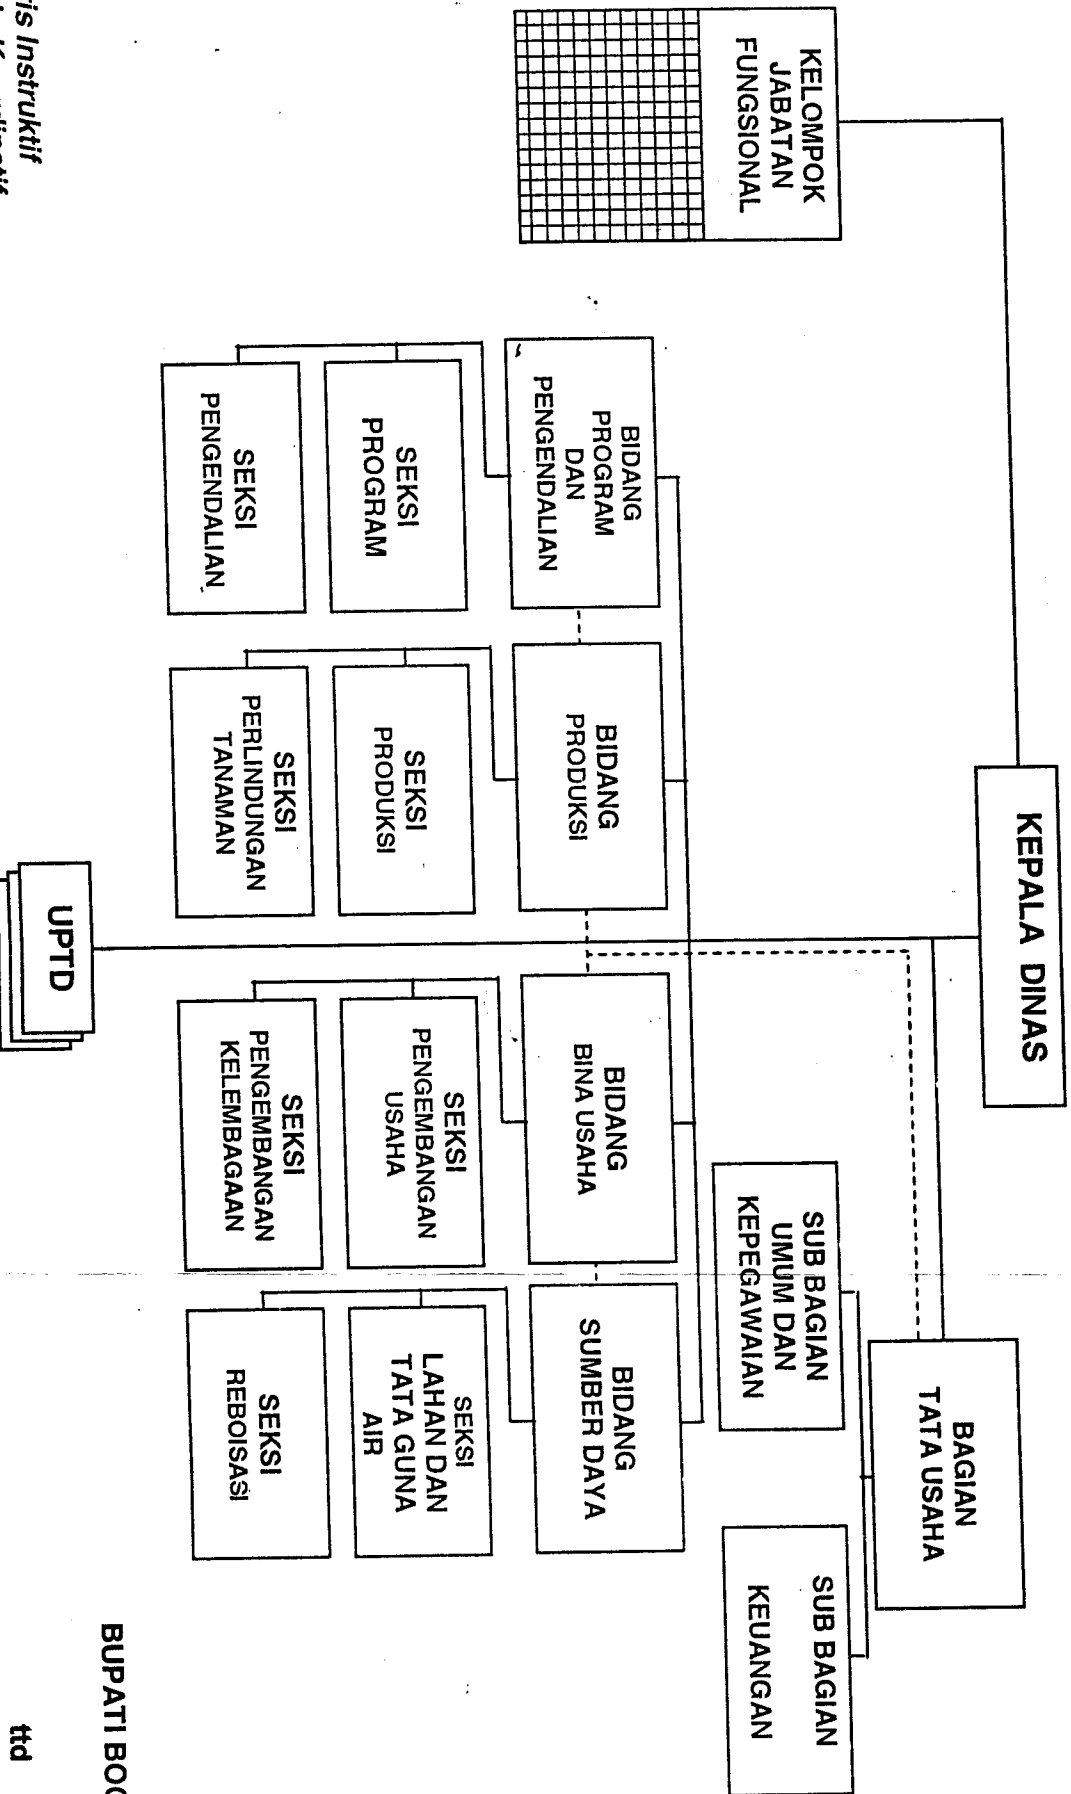 KEPALA DINAS
KELOMPOK
JABATAN
FUNGSIONAL
BAGIAN
TATA USAHA
SUB BAGIAN
UMUM DAN
KEPEGAWAIAN
SUB BAGIAN
KEUANGAN
BIDANG
PROGRAM
DAN
PENGENDALIAN
BIDANG
PRODUKSI
BIDANG
BINA USAHA
BIDANG
SUMBER DAYA
SEKSI
PROGRAM
SEKSI
PRODUKSI
SEKSI
PENGEMBANGAN
USAHA
SEKSI
LAHAN DAN
TATA GUNA
AIR
SEKSI
PENGENDALIAN
SEKSI
PERLINDUNGAN
TANAMAN
SEKSI
PENGEMBANGAN
KELEMBAGAAN
SEKSI
REBOISASI
UPTD
Instruktif
BUPATI
ttd